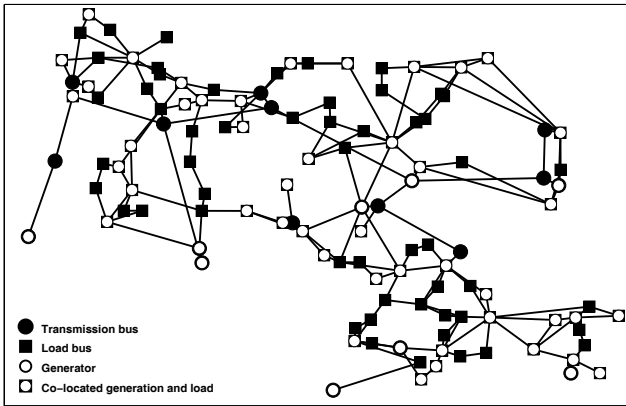 Transmission bus
Load bus
Generator
Co−located generation and load